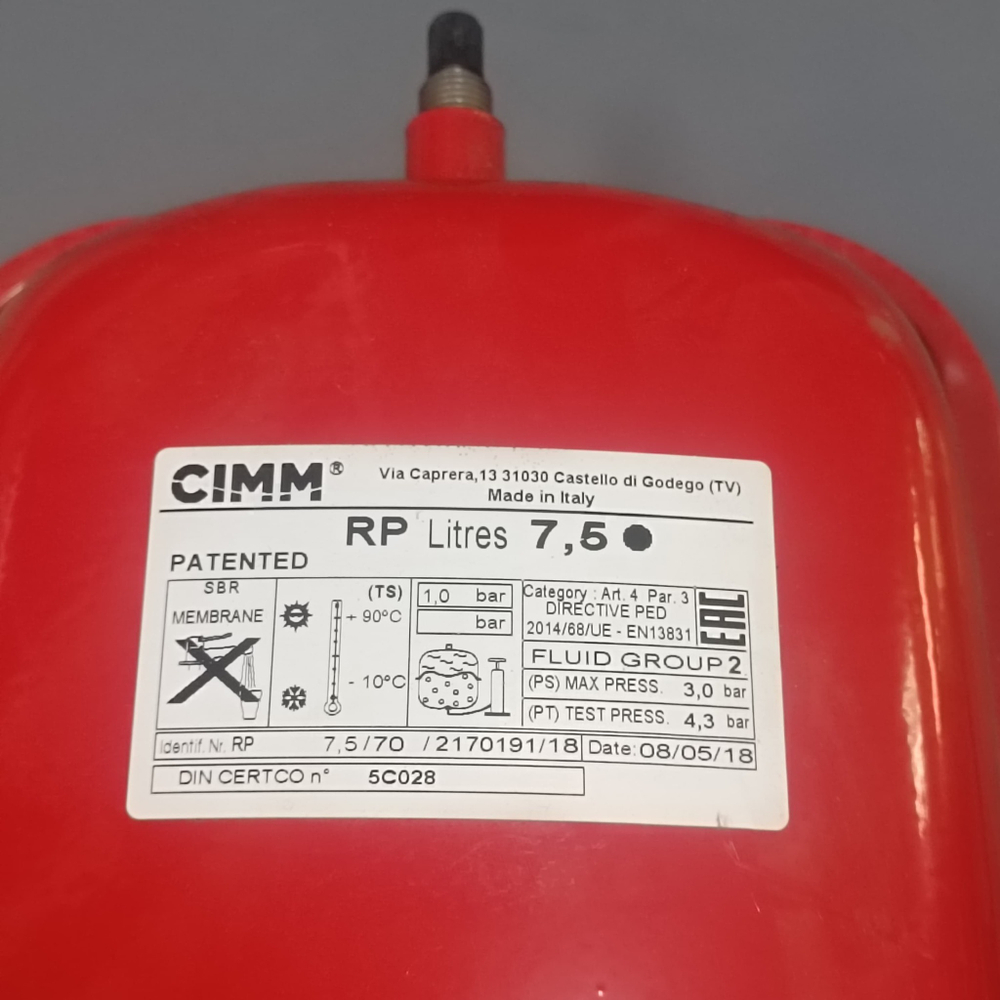 CIMM®
Via Caprera,13 31030 Castello di Godego (TV)
Made in Italy
RP Litres 7,5
PATENTED
SBR
MEMBRANE
(TS)
+ 90°C
- 10°C
1,0 bar
bar
Category : Art. 4 Par. 3
DIRECTIVE PED
2014/68/UE - EN13831
EAC
FLUID GROUP 2
(PS) MAX PRESS. 3,0 bar
(PT) TEST PRESS. 4,3 bar
Identif. Nr. RP 7,5/70 /2170191/18
Date: 08/05/18
DIN CERTCO n° 5C028